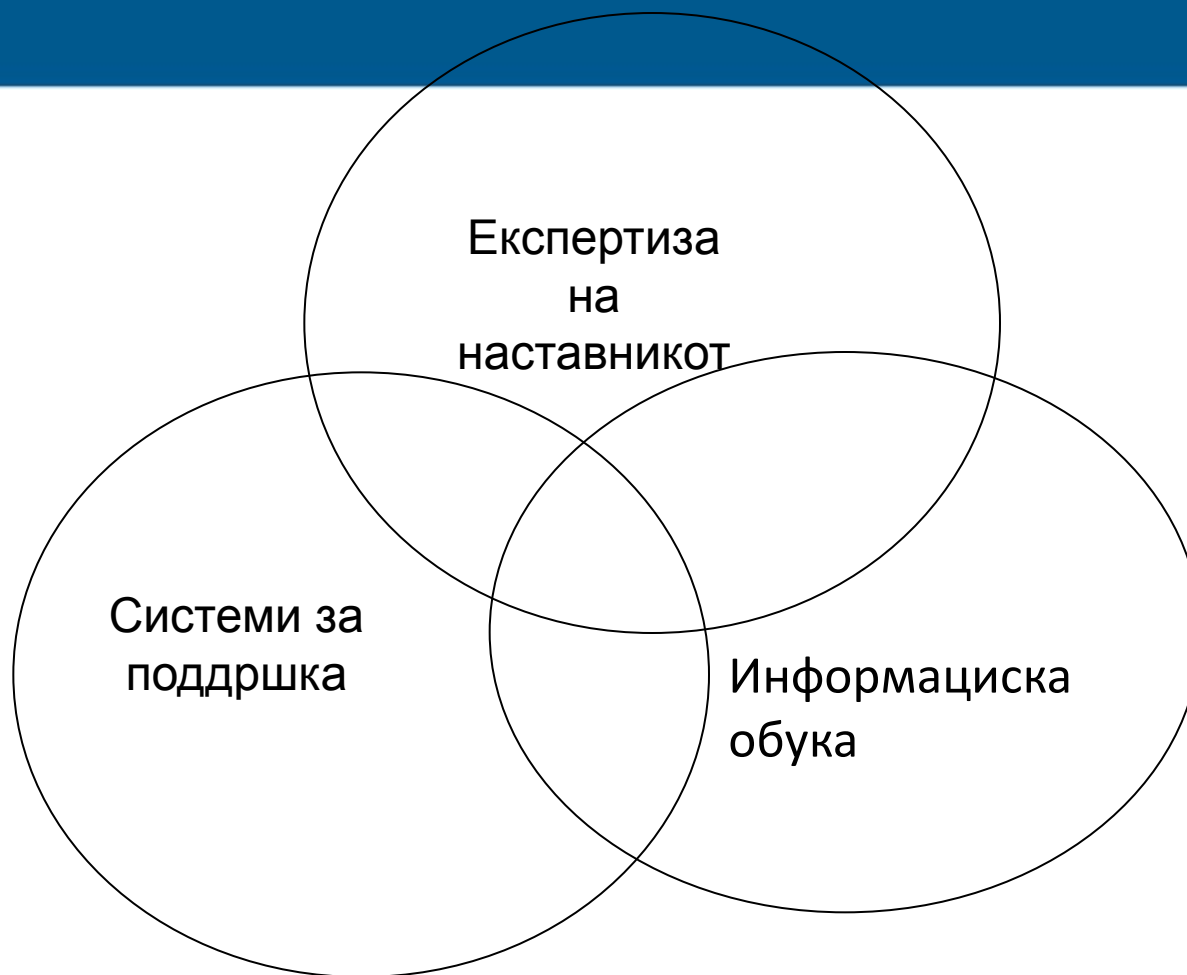 Експертиза
на
наставникот
Системи за
поддршка
Информациска
обука